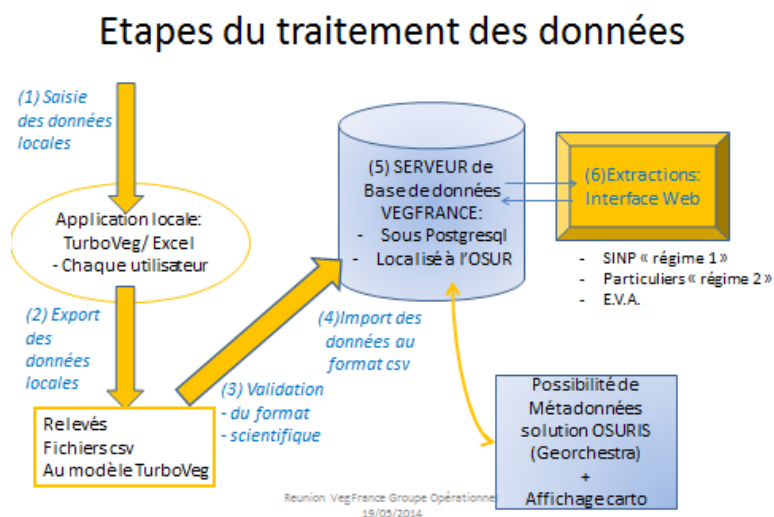 Etapes du traitement des données
(1) Saisie
des données
locales
Application locale:
TurboVeg/ Excel
- Chaque utilisateur
(2) Export
des
données
locales
Relevés
Fichiers csv
Au modèle TurboVeg
(3) Validation
- du format
- scientifique
(4)Import des
données au
format csv
(5) SERVEUR de
Base de données
VEGFRANCE:
- Sous Postgresql
- Localisé à l'OSUR
(6)Extractions:
Interface Web
- SINP « régime 1 »
- Particuliers « régime 2 »
- E.V.A.
Possibilité de
Métadonnées
solution OSURIS
(Georchestra)
+
Affichage carto
Reunion VegFrance Groupe Opérationnel
19/05/2014